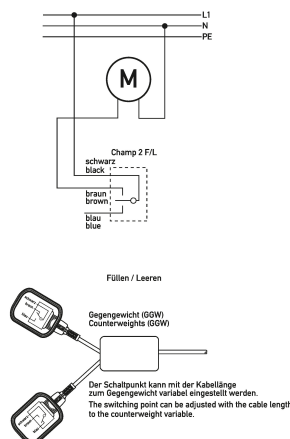 L1
N
PE
M
Champ 2 F/L
schwarz
black
braun
brown
blau
blue
Füllen / Leeren
Gegengewicht (GGW)
Counterweights (GGW)
Der Schaltpunkt kann mit der Kabellänge
zum Gegengewicht variabel eingestellt werden.
The switching point can be adjusted with the cable length
to the counterweight variable.